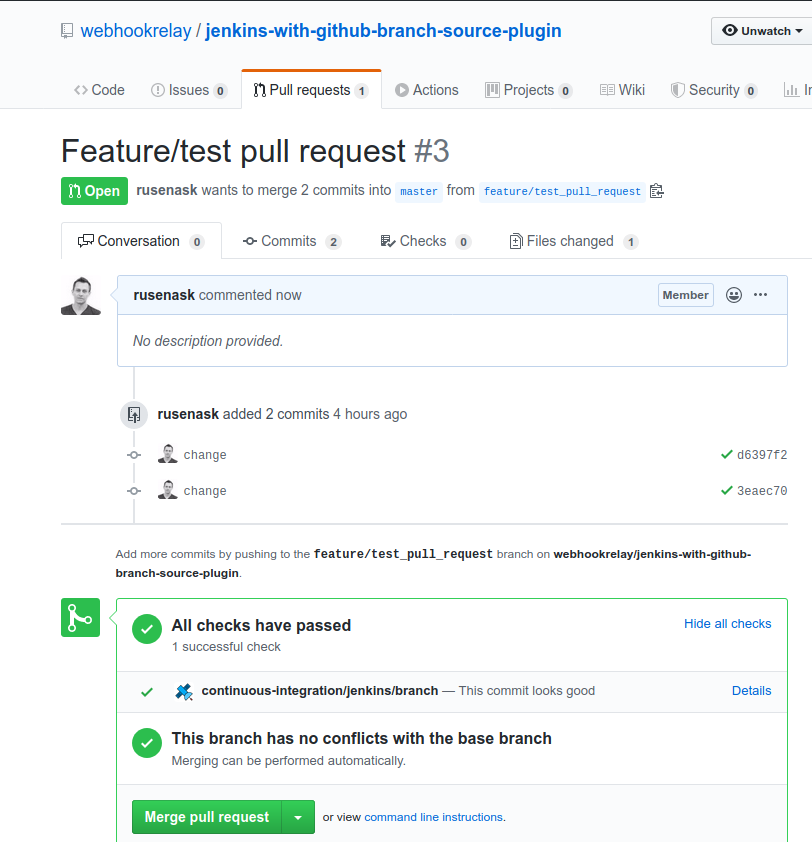 webhookrelay / jenkins-with-github-branch-source-plugin Unwatch
Code Issues 0 Pull requests 1 Actions Projects 0 Wiki Security 0
Feature/test pull request #3
Open rusenask wants to merge 2 commits into master from feature/test_pull_request
Conversation 0 Commits 2 Checks 0 Files changed 1
rusenask commented now Member
No description provided.
rusenask added 2 commits 4 hours ago
change d6397f2
change 3eaec70
Add more commits by pushing to the feature/test_pull_request branch on webhookrelay/jenkins-with-github-
branch-source-plugin.
All checks have passed Hide all checks
1 successful check
continuous-integration/jenkins/branch — This commit looks good Details
This branch has no conflicts with the base branch
Merging can be performed automatically.
Merge pull request or view command line instructions.